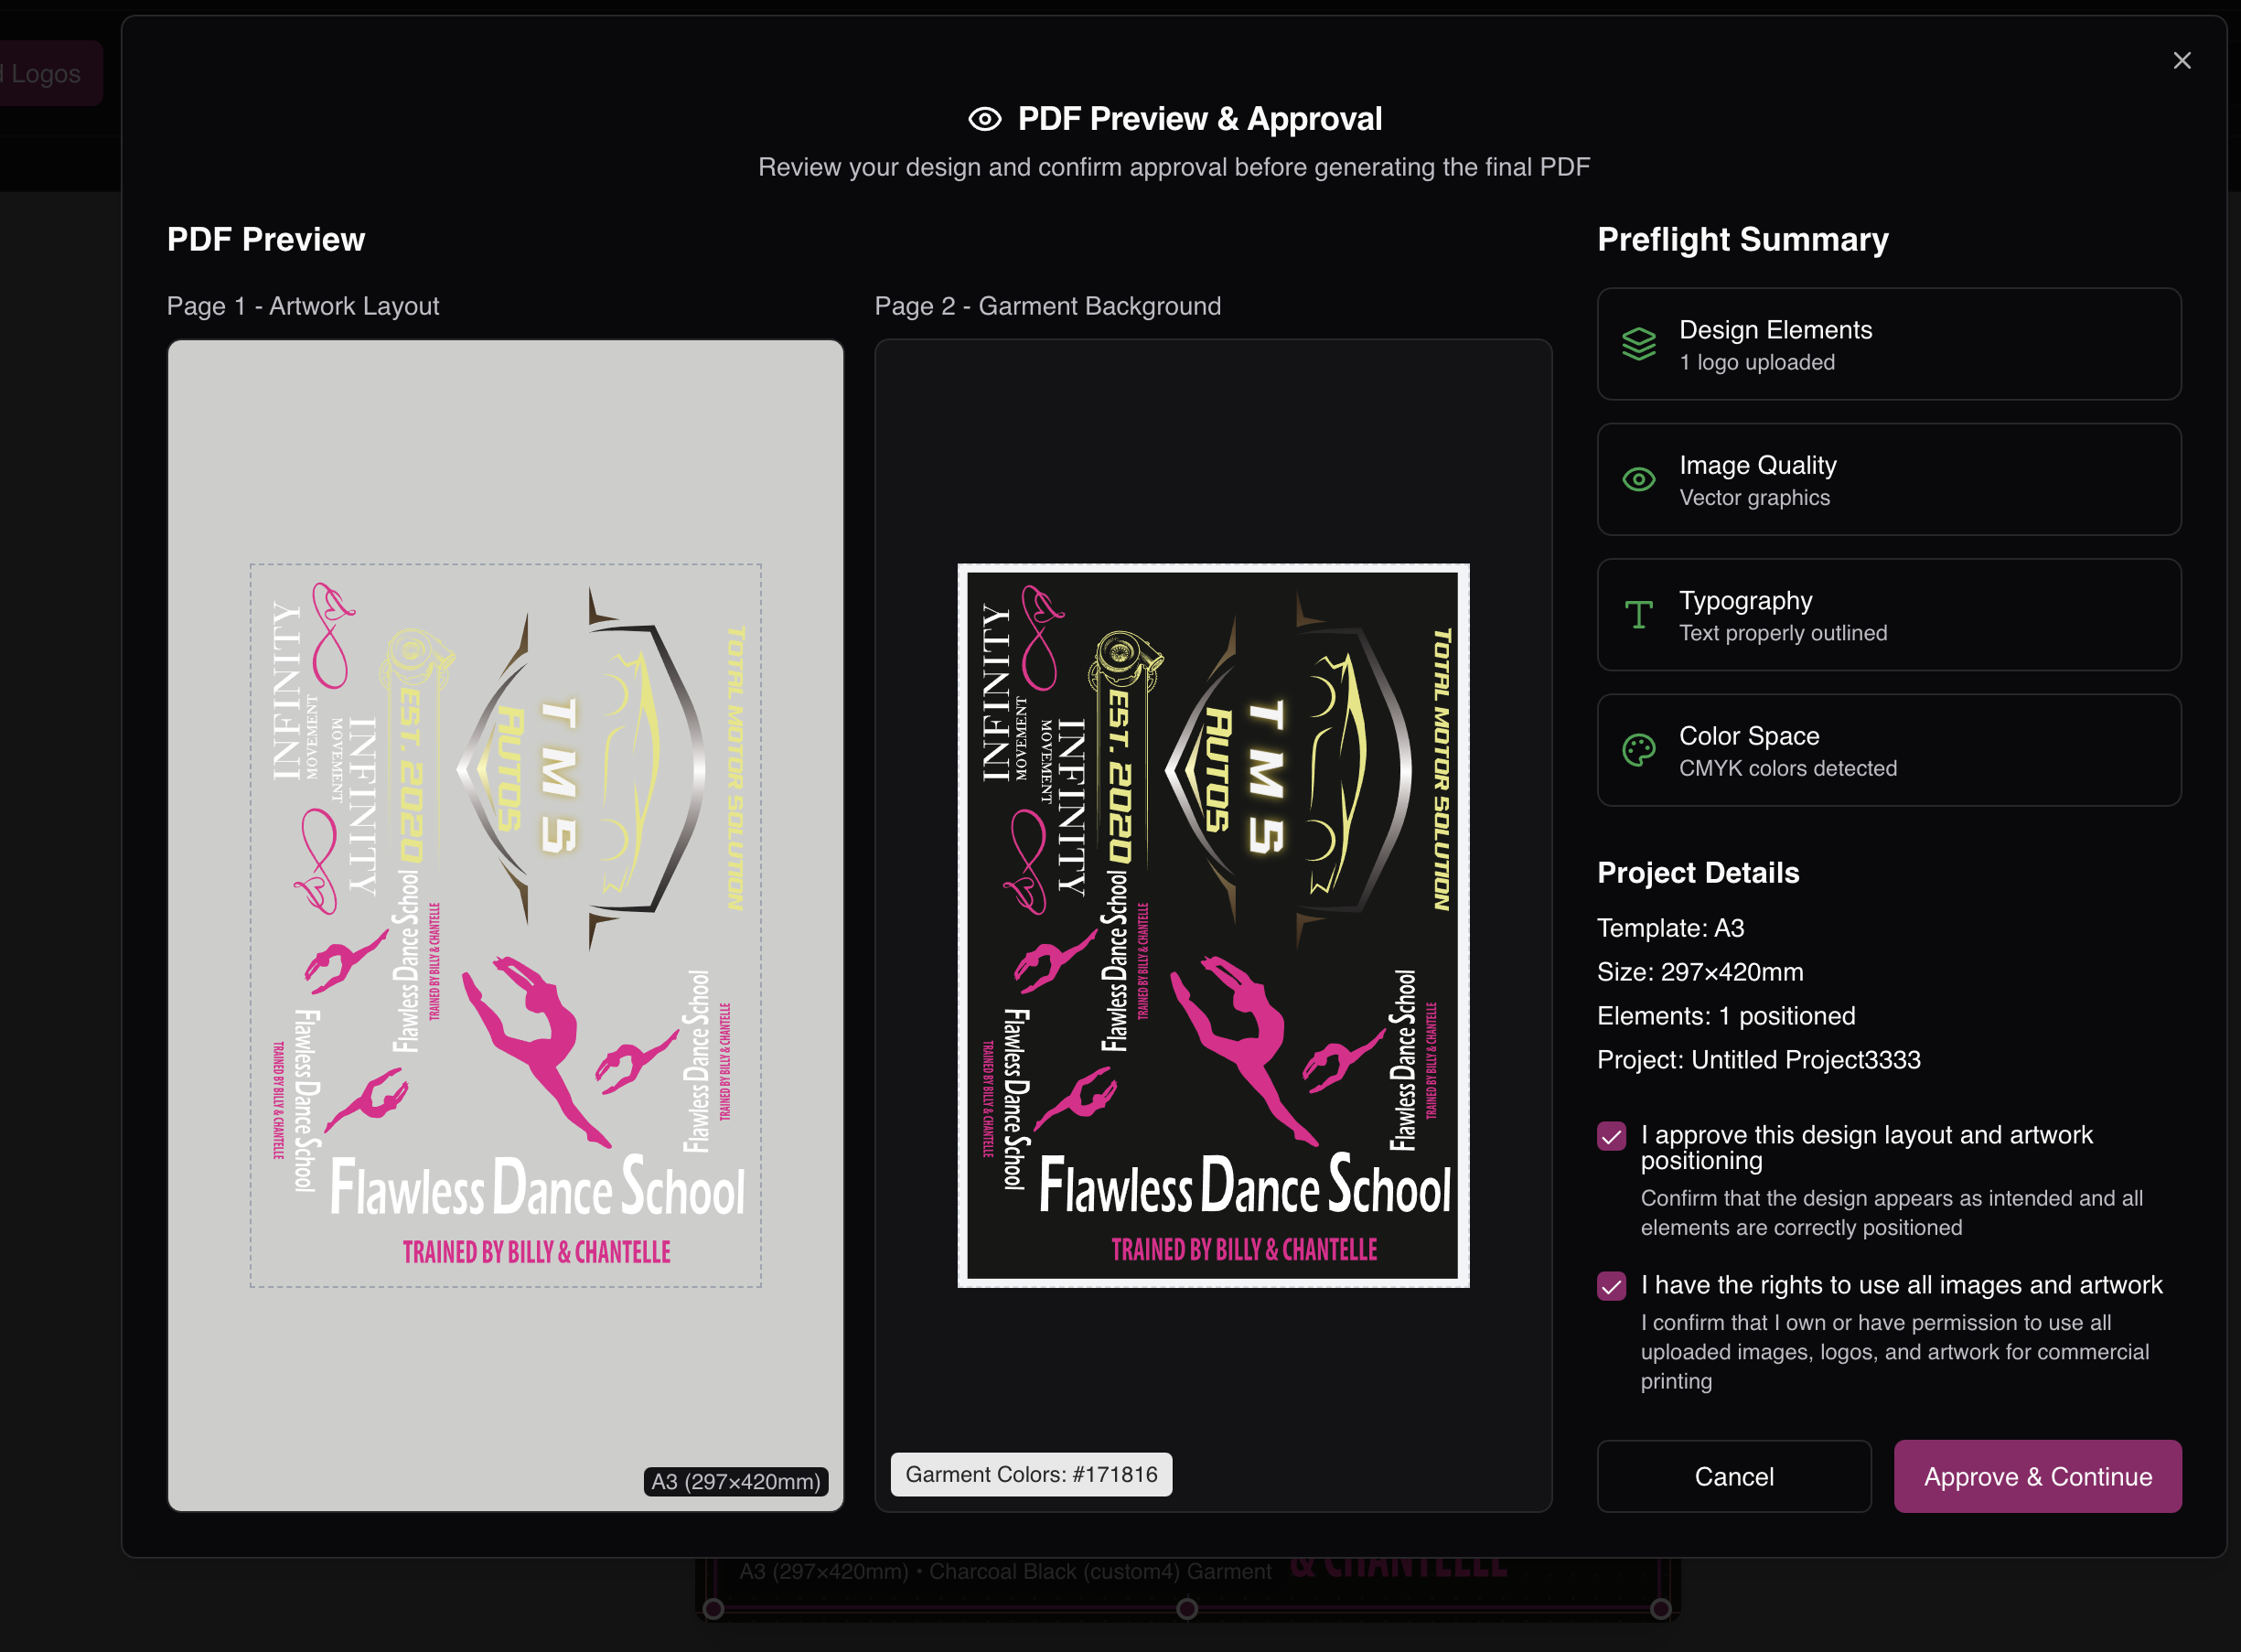 d Logos
PDF Preview & Approval
Review your design and confirm approval before generating the final PDF
PDF Preview
Page 1 - Artwork Layout
INFINITY
MOVEMENT
MOVEMENT
INFINITY
EST. 2020
AUTOS
TMS
TOTAL MOTOR SOLUTION
Flawless Dance School
TRAINED BY BILLY & CHANTELLE
Flawless Dance School
TRAINED BY BILLY & CHANTELLE
Flawless Dance School
TRAINED BY BILLY & CHANTELLE
Flawless Dance School
TRAINED BY BILLY & CHANTELLE
A3 (297×420mm)
Page 2 - Garment Background
INFINITY
MOVEMENT
MOVEMENT
INFINITY
EST. 2020
AUTOS
TMS
TOTAL MOTOR SOLUTION
Flawless Dance School
TRAINED BY BILLY & CHANTELLE
Flawless Dance School
TRAINED BY BILLY & CHANTELLE
Flawless Dance School
TRAINED BY BILLY & CHANTELLE
Flawless Dance School
TRAINED BY BILLY & CHANTELLE
Garment Colors: #171816
Preflight Summary
Design Elements
1 logo uploaded
Image Quality
Vector graphics
Typography
Text properly outlined
Color Space
CMYK colors detected
Project Details
Template: A3
Size: 297×420mm
Elements: 1 positioned
Project: Untitled Project3333
I approve this design layout and artwork
positioning
Confirm that the design appears as intended and all
elements are correctly positioned
I have the rights to use all images and artwork
I confirm that I own or have permission to use all
uploaded images, logos, and artwork for commercial
printing
Cancel
Approve & Continue
A3 (297×420mm) • Charcoal Black (custom4) Garment
& CHANTELLE